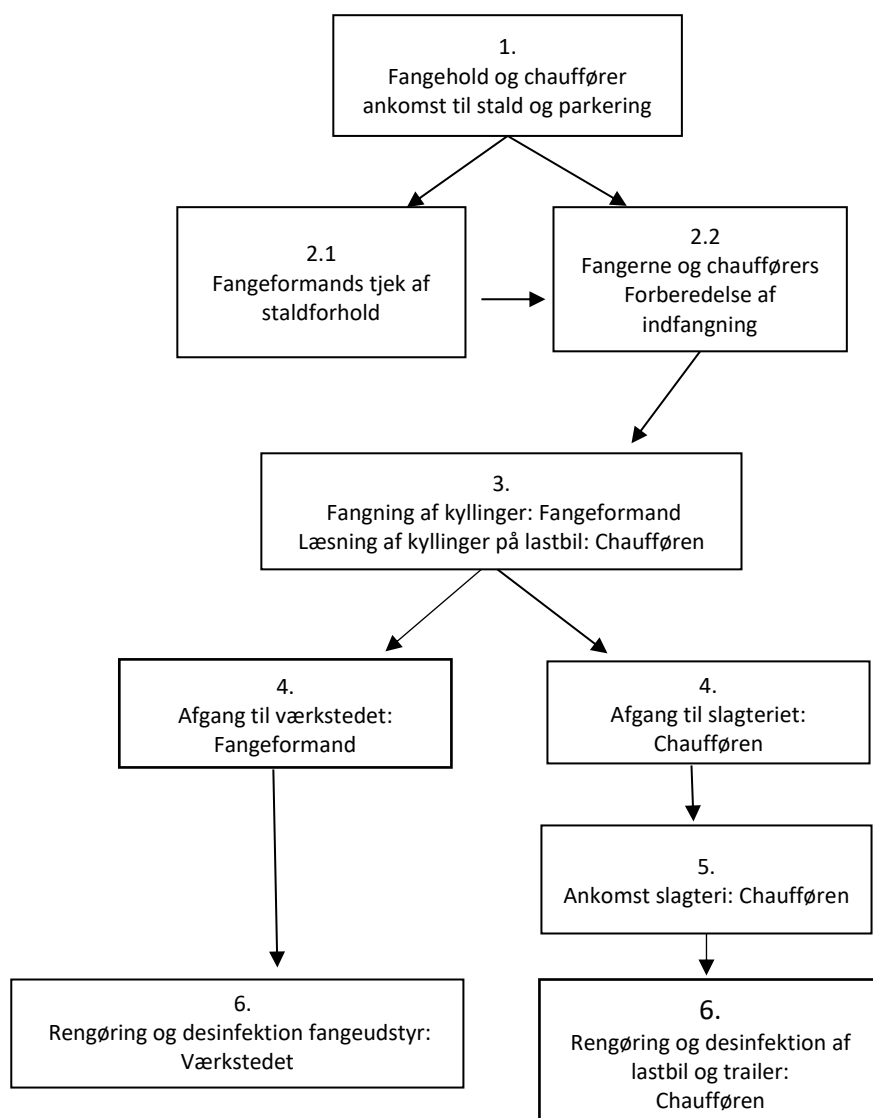 1.
Fangehold og chauffører
ankomst til stald og parkering
2.1
Fangeformands tjek af
staldforhold
2.2
Fangerne og chaufførers
Forberedelse af
indfangning
3.
Fangning af kyllinger: Fangeformand
Læsning af kyllinger på lastbil: Chaufføren
4.
Afgang til værkstedet:
Fangeformand
4.
Afgang til slagteriet:
Chaufføren
5.
Ankomst slagteri: Chaufføren
6.
Rengøring og desinfektion fangeudstyr:
Værkstedet
6.
Rengøring og desinfektion af
lastbil og trailer:
Chaufføren